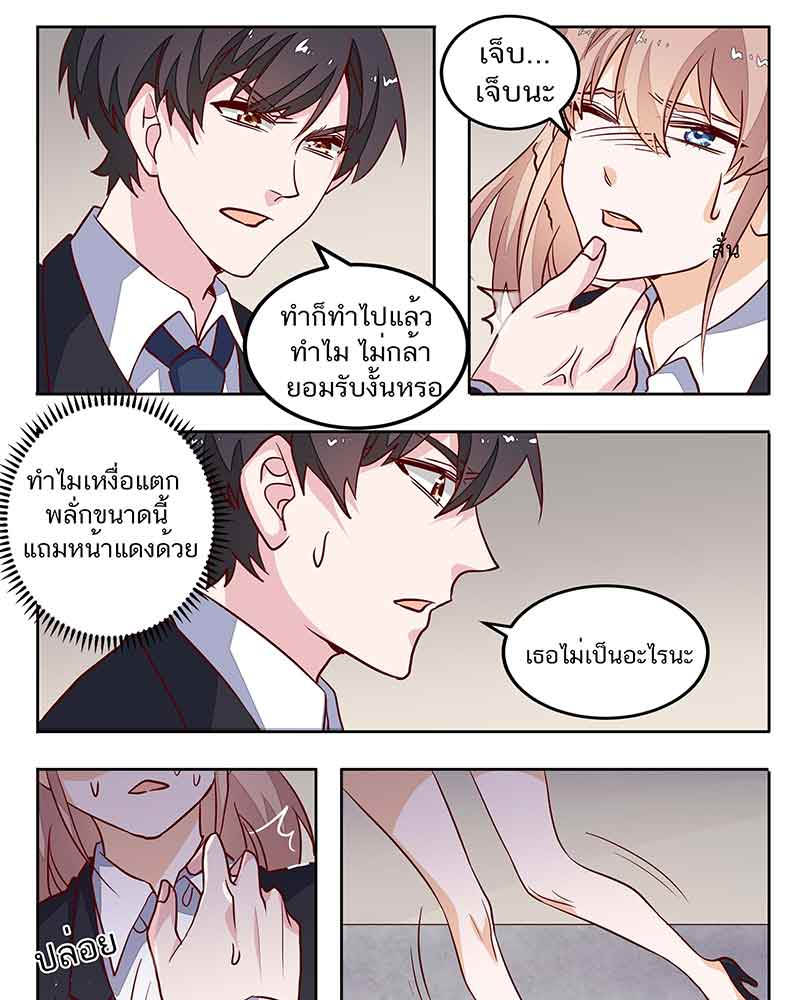 ทำก็ทำไปแล้ว
ทำไม ไม่กล้า
ยอมรับงั้นหรอ
เจ็บ...
เจ็บนะ
สั่น
ทำไมเหงื่อแตก
พลั่กขนาดนี้
แถมหน้าแดงด้วย
เธอไม่เป็นอะไรนะ
ปล่อย